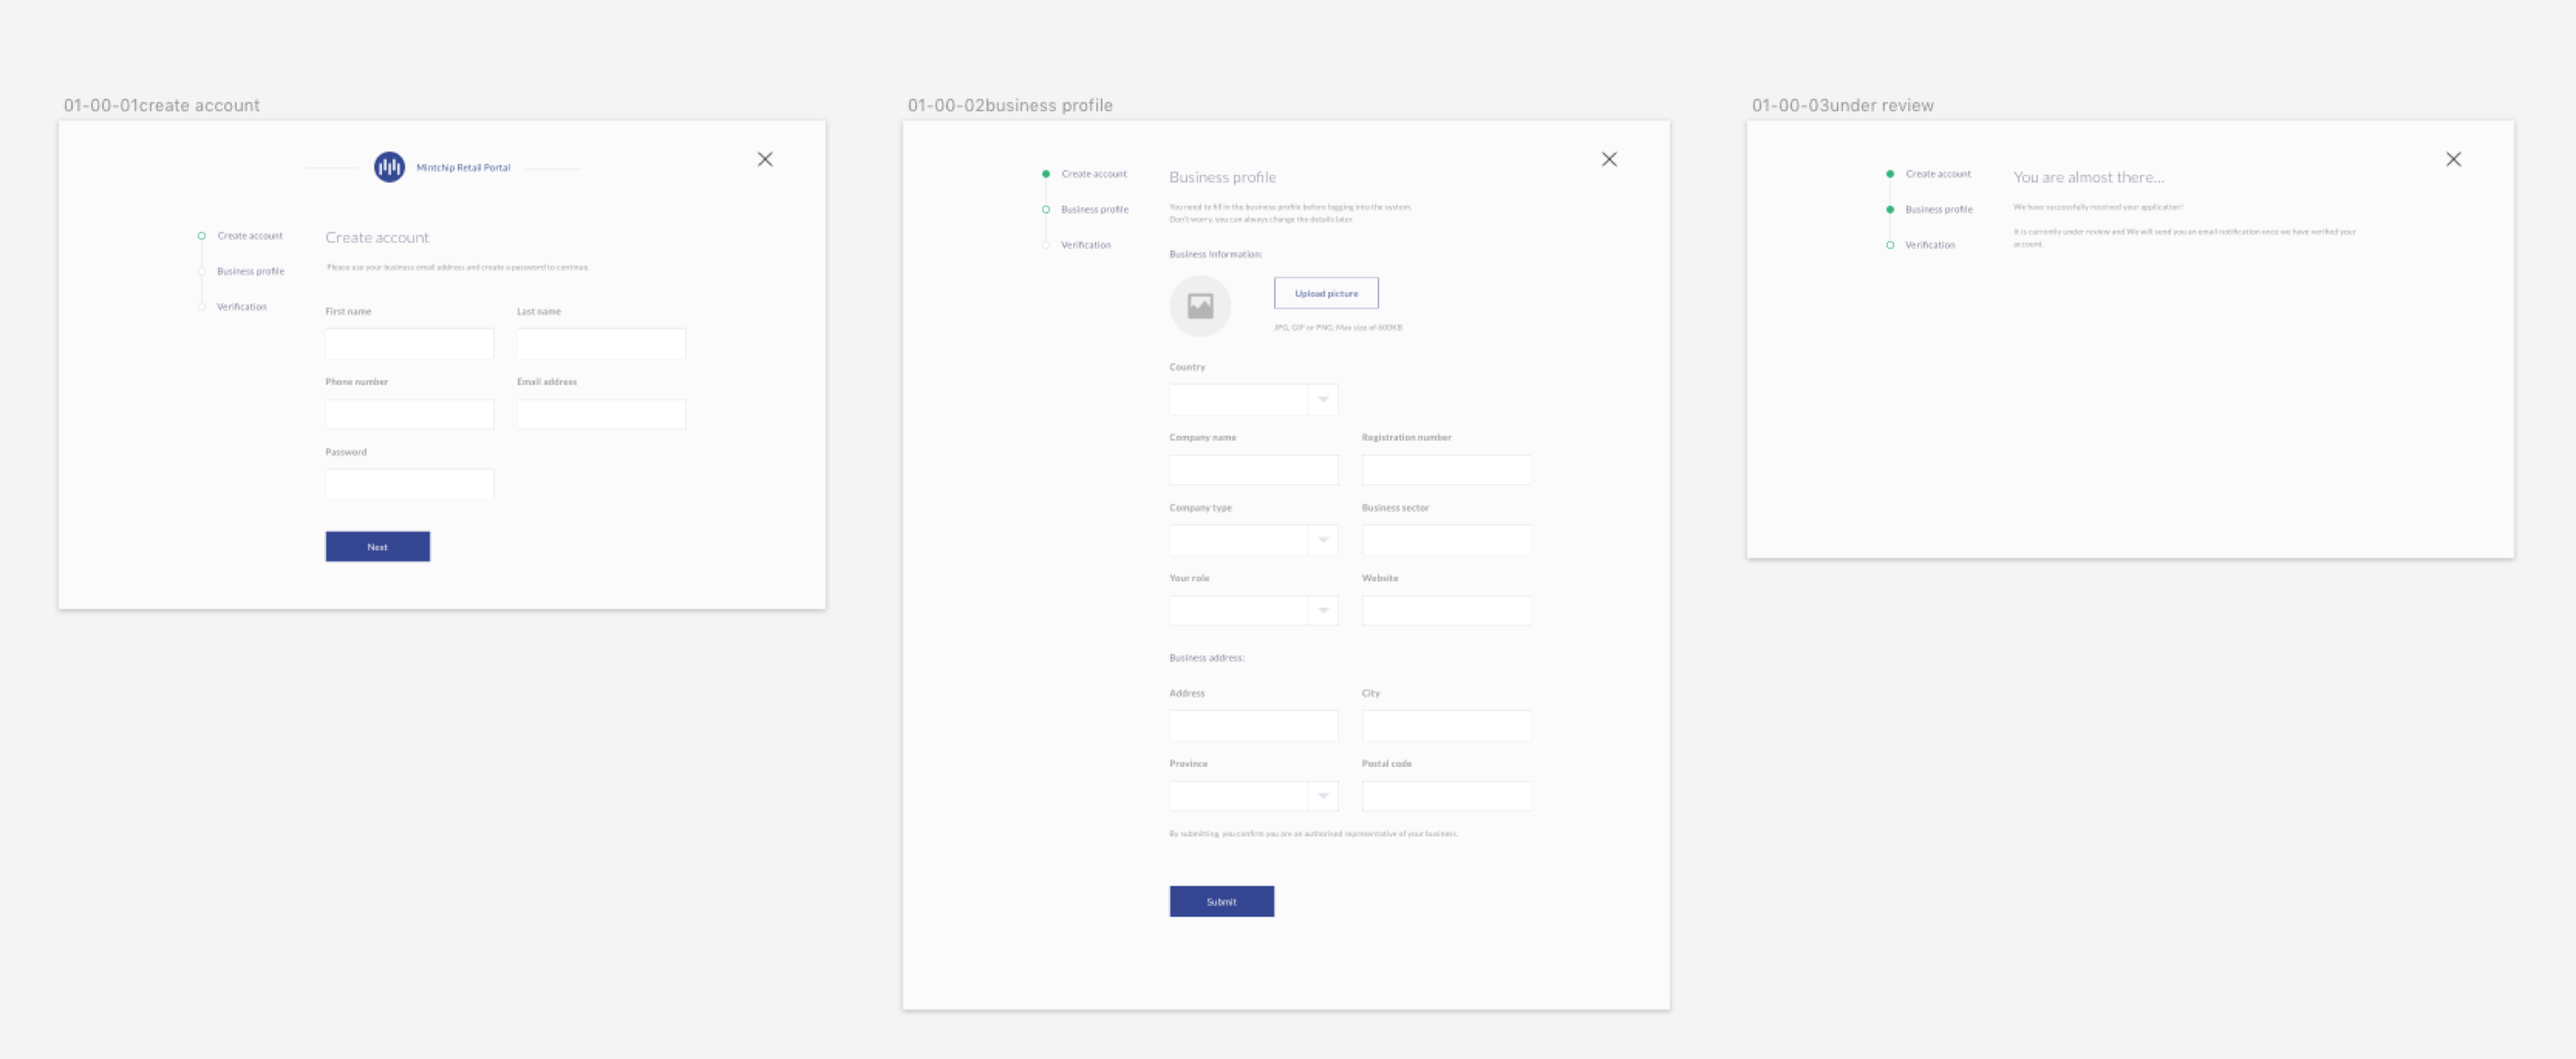 01-00-01create account
Mintchip Retail Portal
Create account
Business profile
Verification
Create account
Please use your business email address and create a password to continue.
First name
Last name
Phone number
Email address
Password
Next
01-00-02business profile
Create account
Business profile
Verification
Business profile
You need to fill in the business profile before logging into the system.
Don't worry, you can always change the details later.
Business Information:
Upload picture
JPG, GIF or PNG, Max size of 600KB
Country
Company name
Registration number
Company type
Business sector
Your role
Website
Business address:
Address
City
Province
Postal code
By submitting, you confirm you are an authorised representative of your business.
Submit
01-00-03under review
Create account
Business profile
Verification
You are almost there...
We have successfully received your application!
It is currently under review and We will send you an email notification once we have verified your
account.